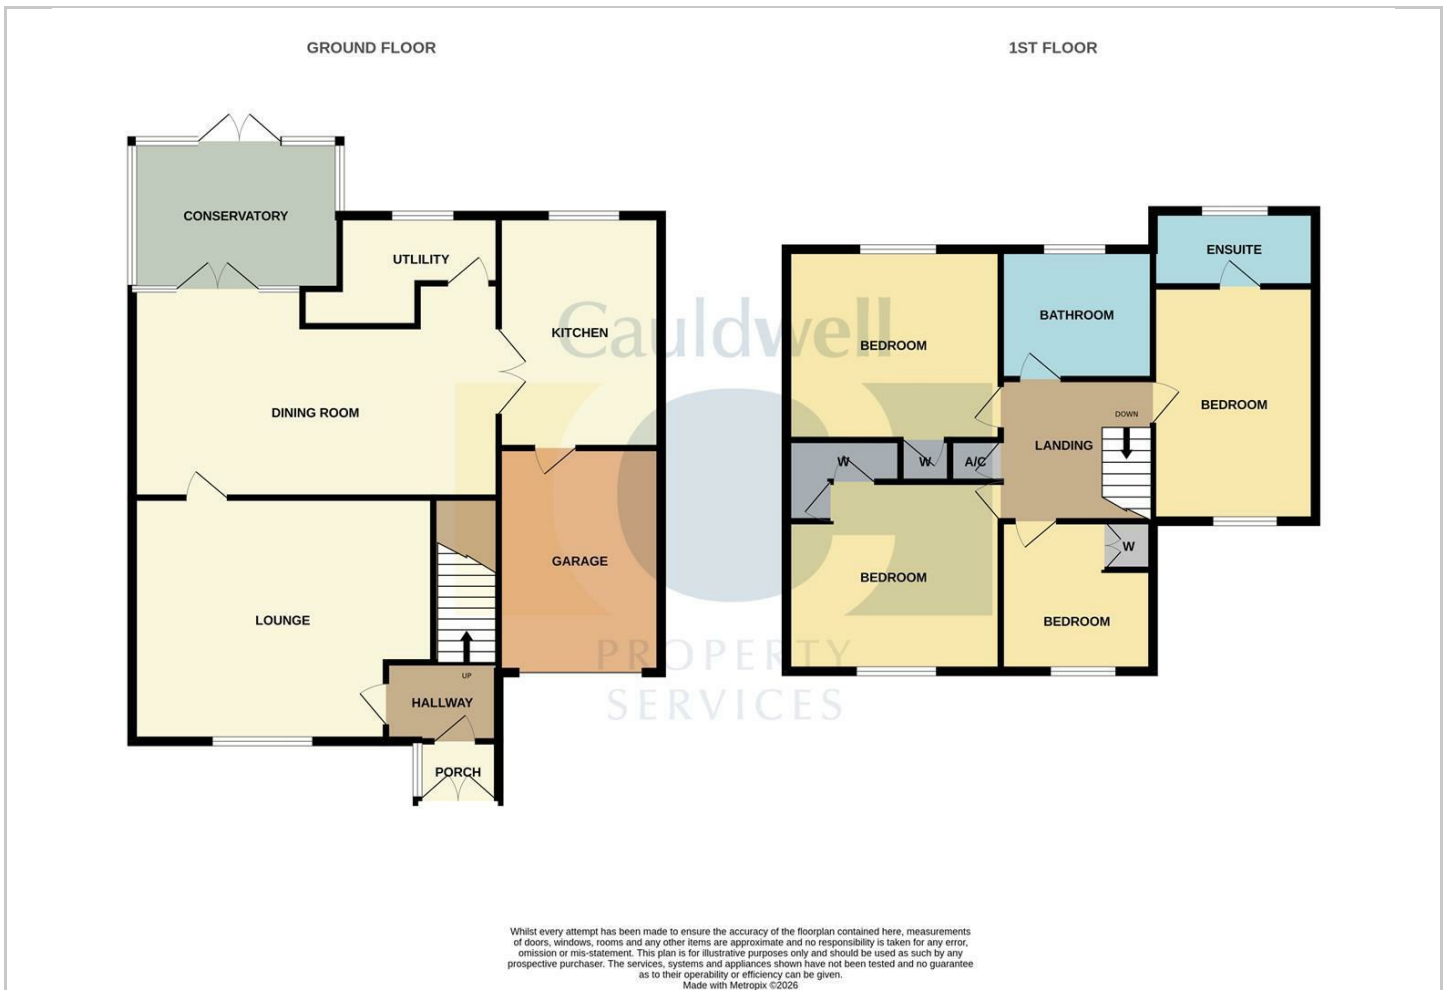 GROUND FLOOR
CONSERVATORY
UTLILITY
KITCHEN
DINING ROOM
GARAGE
LOUNGE
UP
HALLWAY
PORCH
1ST FLOOR
ENSUITE
BATHROOM
BEDROOM
BEDROOM
DOWN
LANDING
W
W
A/C
BEDROOM
W
BEDROOM
Cauldwell
PROPERTY
SERVICES
Whilst every attempt has been made to ensure the accuracy of the floorplan contained here, measurements
of doors, windows, rooms and any other items are approximate and no responsibility is taken for any error,
omission or mis-statement. This plan is for illustrative purposes only and should be used as such by any
prospective purchaser. The services, systems and appliances shown have not been tested and no guarantee
as to their operability or efficiency can be given.
Made with Metropix ©2026